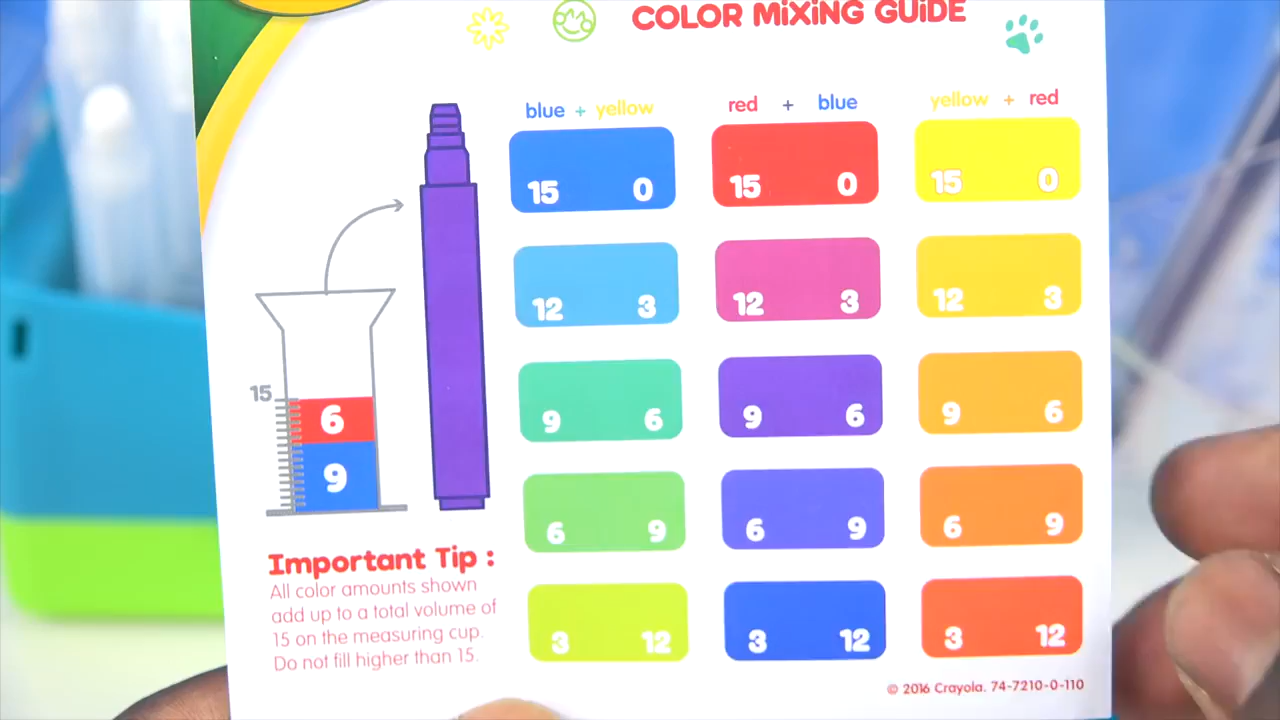 COLOR MiXiNG GUiDE
blue + yellow
red + blue
yellow + red
15 0
15 0
15 0
12 3
12 3
12 3
9 6
9 6
9 6
6 9
6 9
6 9
3 12
3 12
3 12
15
6
9
Important Tip :
All color amounts shown
add up to a total volume of
15 on the measuring cup.
Do not fill higher than 15.
© 2016 Crayola. 74-7210-0-110